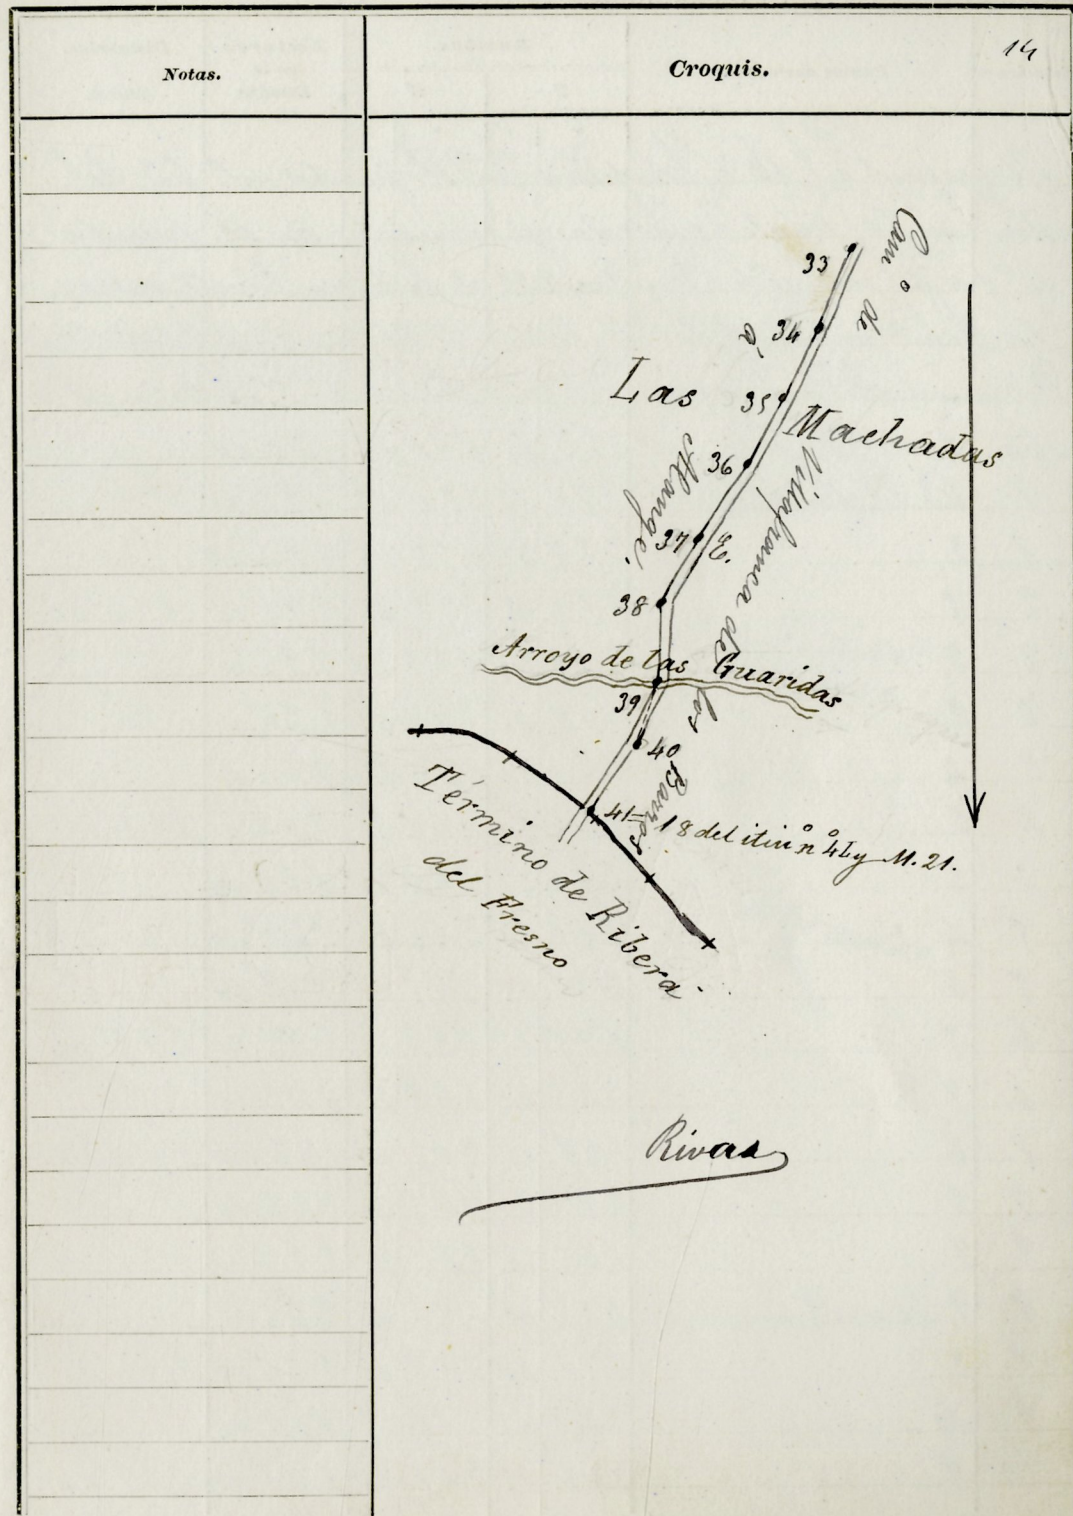 14
Notas.
Croquis.
Cam.º de Villafranca de los Barros
á Alange.
33
34
35
36
37
E.
38
39
40
Las Machadas
Arroyo de las Guaridas
41=18 del itin.º n.º 4 L y M. 21.
Término de Ribera
del Fresno
Rivas